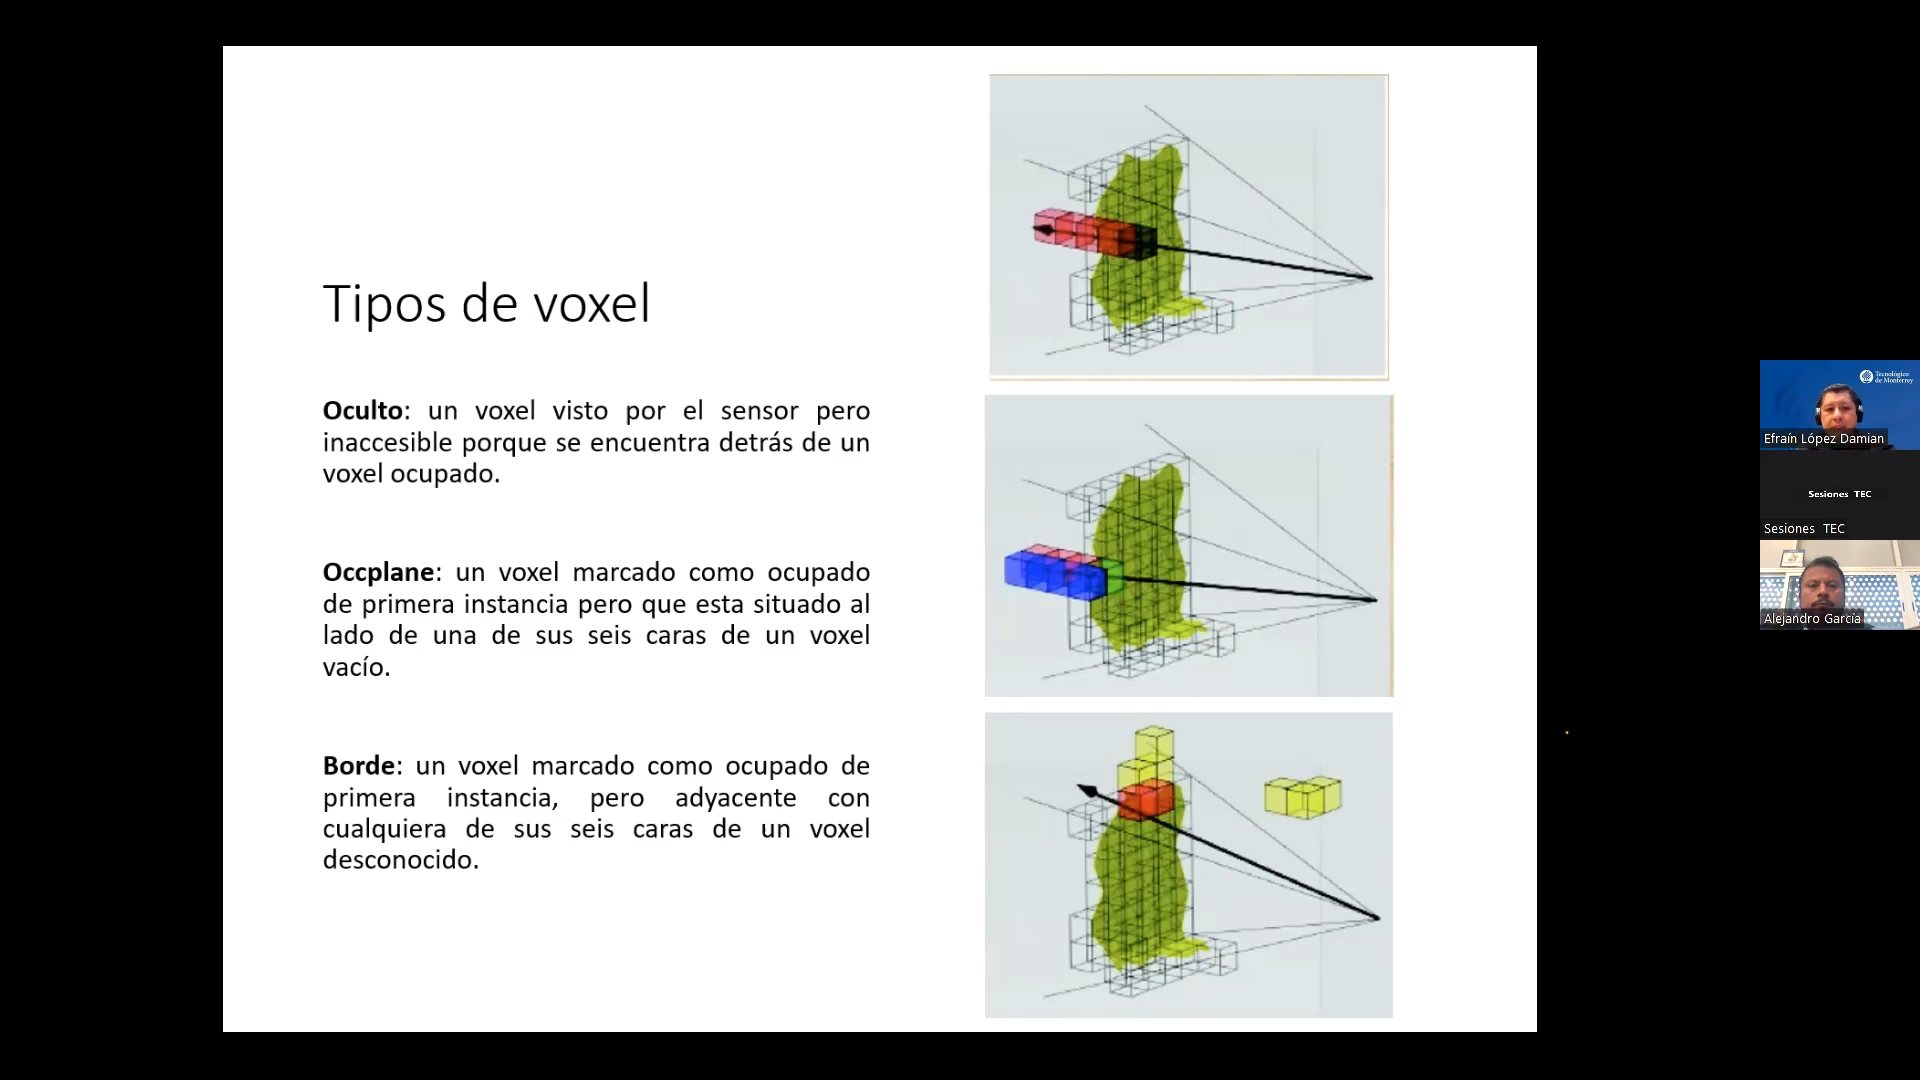 Tipos de voxel
Oculto: un voxel visto por el sensor pero
inaccesible porque se encuentra detrás de un
voxel ocupado.
Occplane: un voxel marcado como ocupado
de primera instancia pero que esta situado al
lado de una de sus seis caras de un voxel
vacío.
Borde: un voxel marcado como ocupado de
primera instancia, pero adyacente con
cualquiera de sus seis caras de un voxel
desconocido.
Tecnológico
de Monterrey
Efraín López Damian
Sesiones TEC
Sesiones TEC
Alejandro García